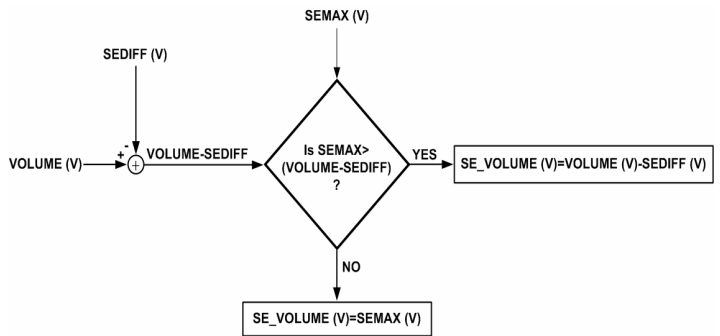 SEMAX (V)
SEDIFF (V)
VOLUME (V)
+
-
+
VOLUME-SEDIFF
Is SEMAX>
(VOLUME-SEDIFF)
?
YES
SE_VOLUME (V)=VOLUME (V)-SEDIFF (V)
NO
SE_VOLUME (V)=SEMAX (V)